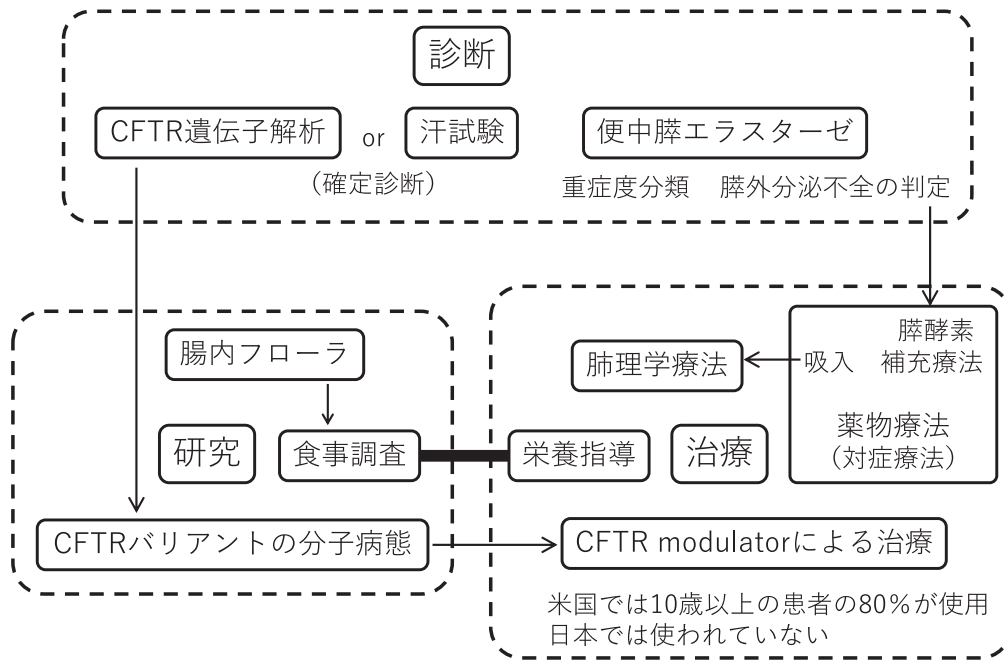 診断
CFTR遺伝子解析
or
汗試験
便中膵エラスターゼ
（確定診断）
重症度分類
膵外分泌不全の判定
腸内フローラ
研究
食事調査
CFTRバリアントの分子病態
肺理学療法
吸入
膵酵素
補充療法
薬物療法
（対症療法）
栄養指導
治療
CFTR modulatorによる治療
米国では10歳以上の患者の80%が使用
日本では使われていない